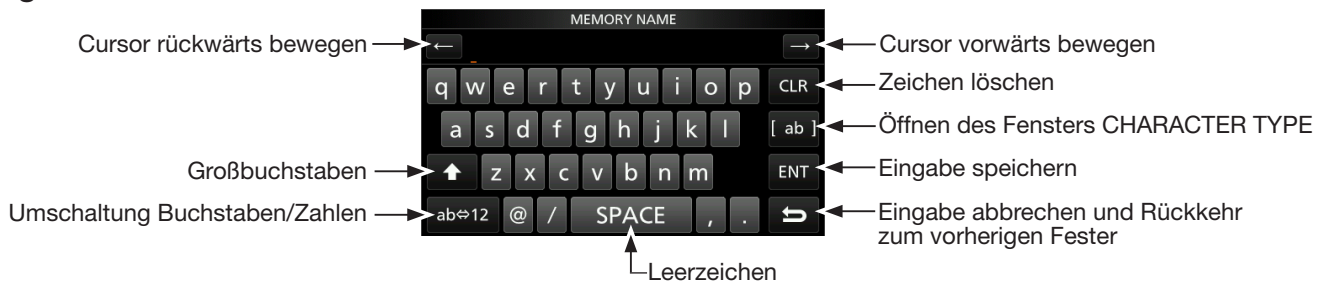 MEMORY NAME
Cursor rückwärts bewegen ← → Cursor vorwärts bewegen
q w e r t y u i o p CLR Zeichen löschen
a s d f g h j k l [ ab ] Öffnen des Fensters CHARACTER TYPE
Großbuchstaben z x c v b n m ENT Eingabe speichern
Umschaltung Buchstaben/Zahlen ab⇔12 @ / SPACE , . Eingabe abbrechen und Rückkehr
zum vorherigen Fester
Leerzeichen